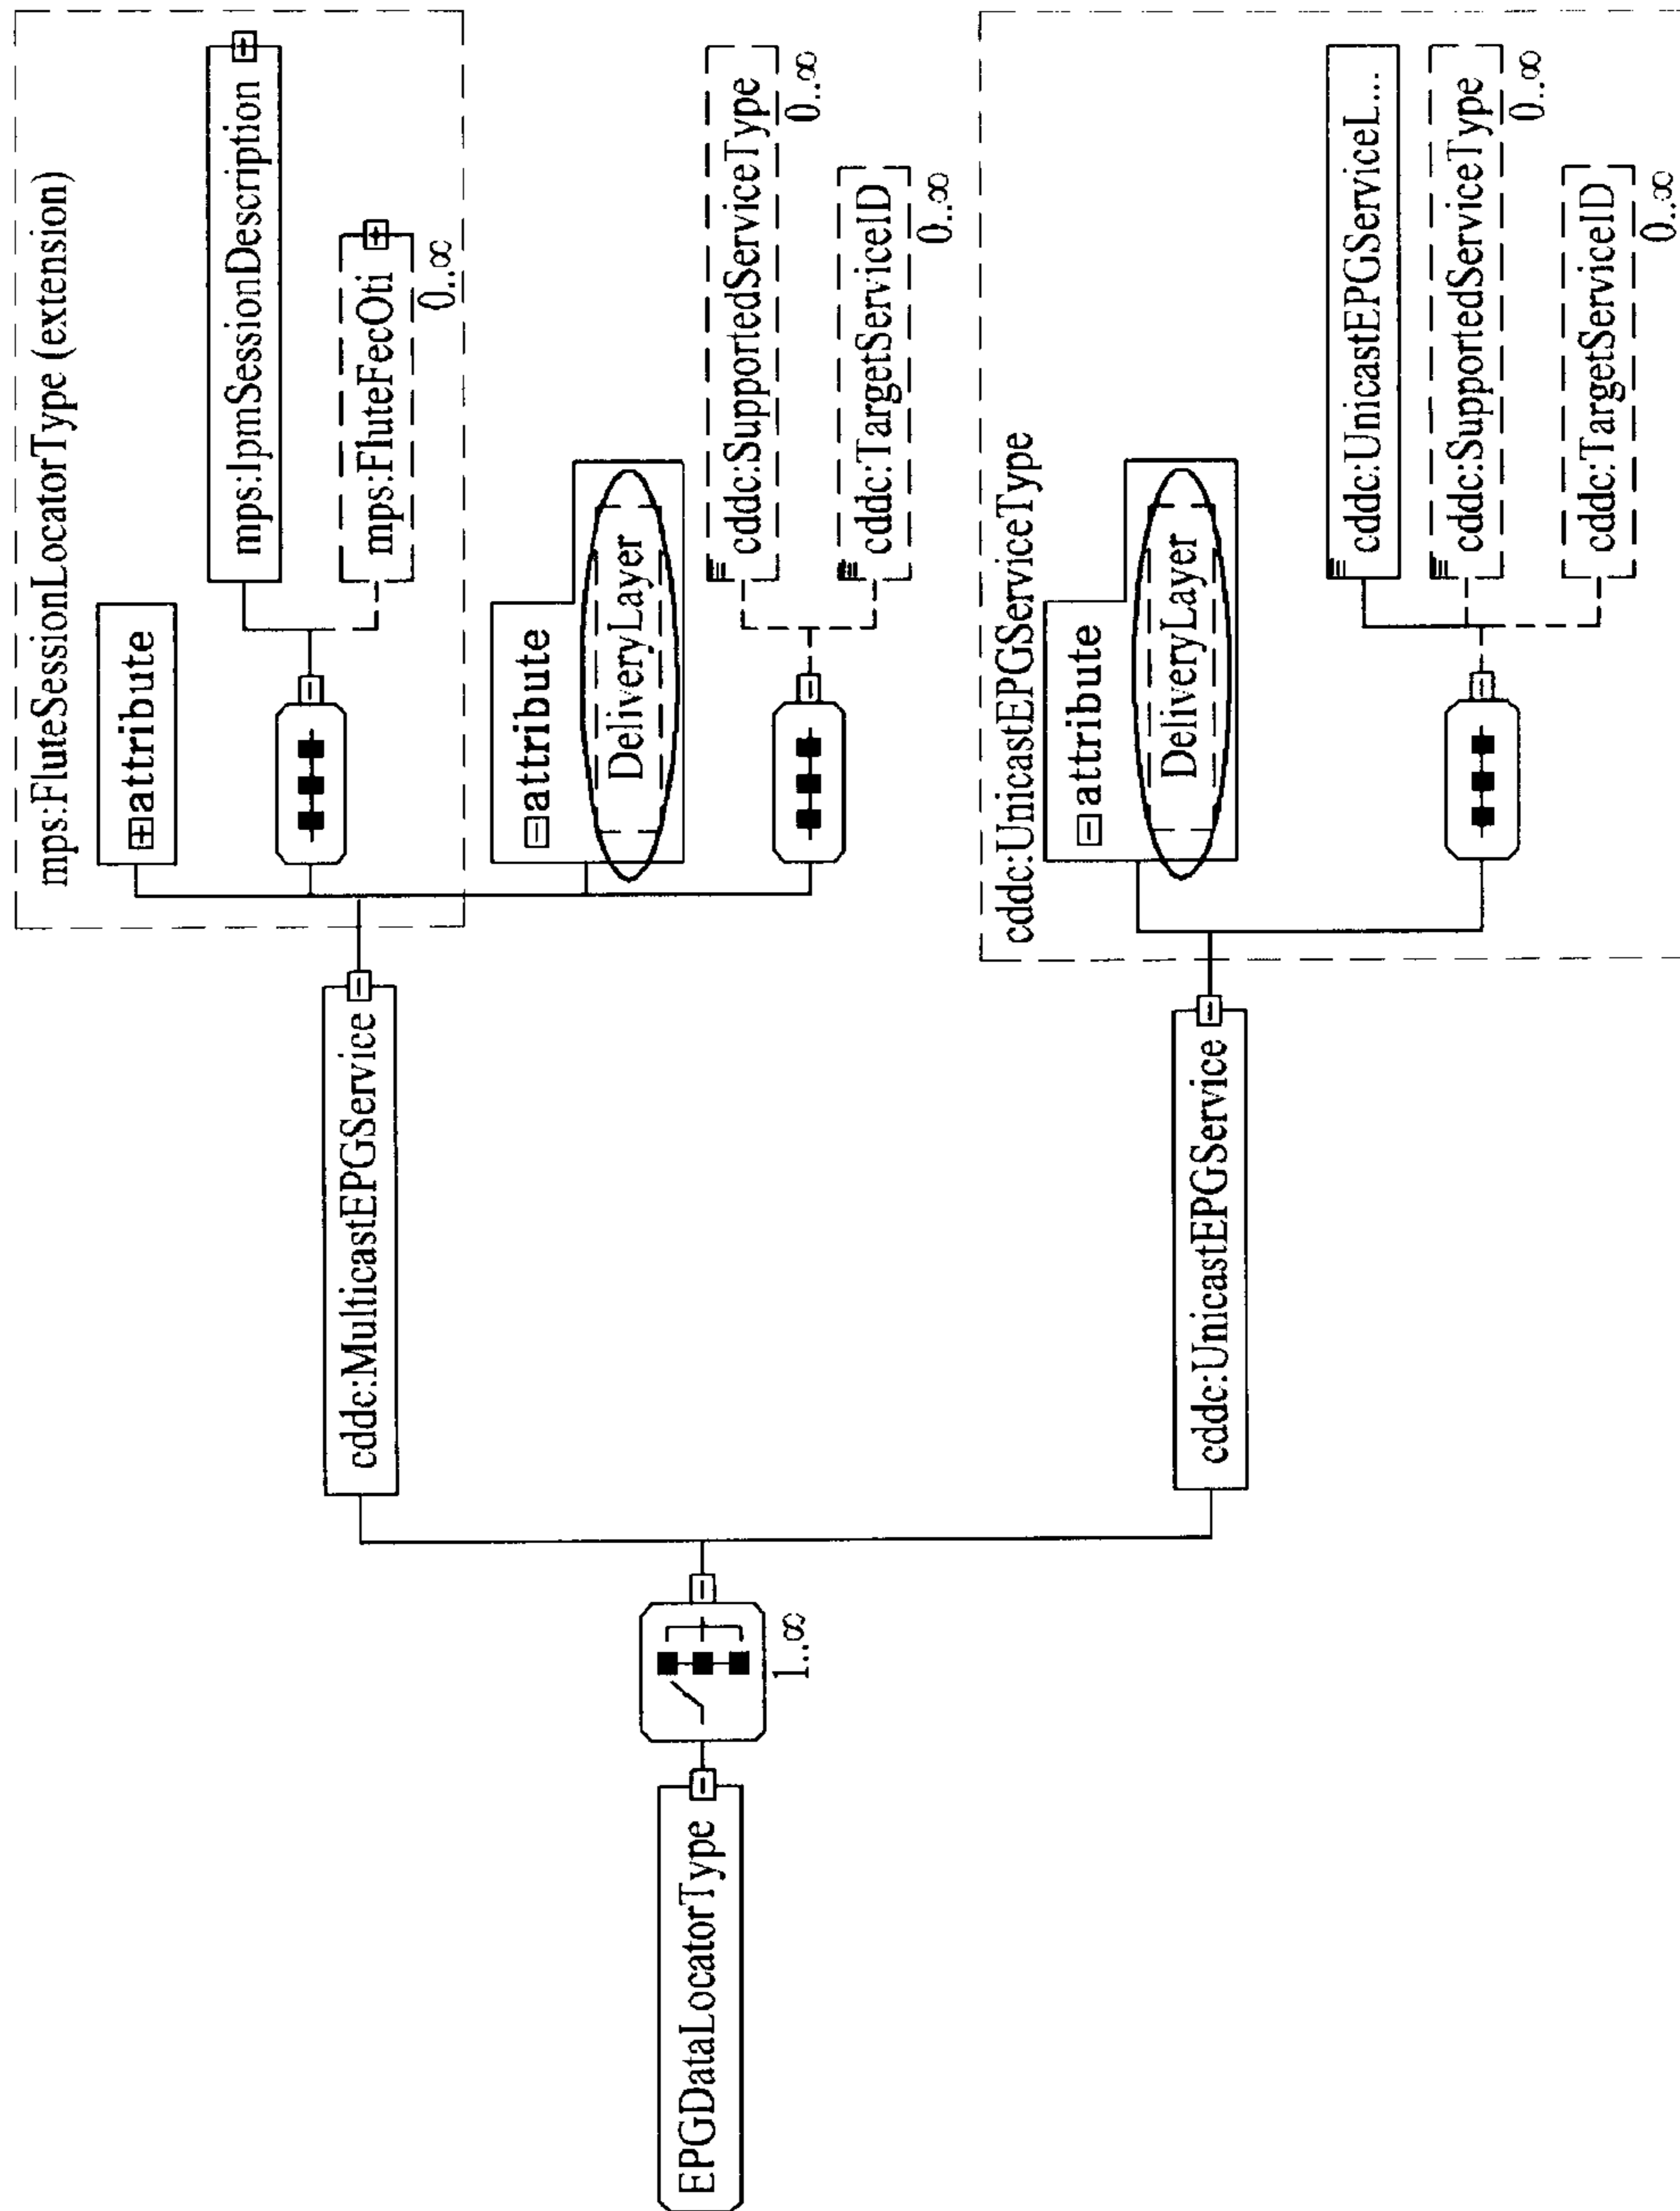 EPGDataLocatorType
1..∞
cddc:MulticastEPGService
mps:FluteSessionLocatorType (extension)
⊞attribute
mps:IpmSessionDescription
mps:FluteFecOti
0..∞
⊟attribute
DeliveryLayer
cddc:SupportedServiceType
0..∞
cddc:TargetServiceID
0..∞
cddc:UnicastEPGService
cddc:UnicastEPGServiceType
⊟attribute
DeliveryLayer
cddc:UnicastEPGServiceL...
cddc:SupportedServiceType
0..∞
cddc:TargetServiceID
0..∞